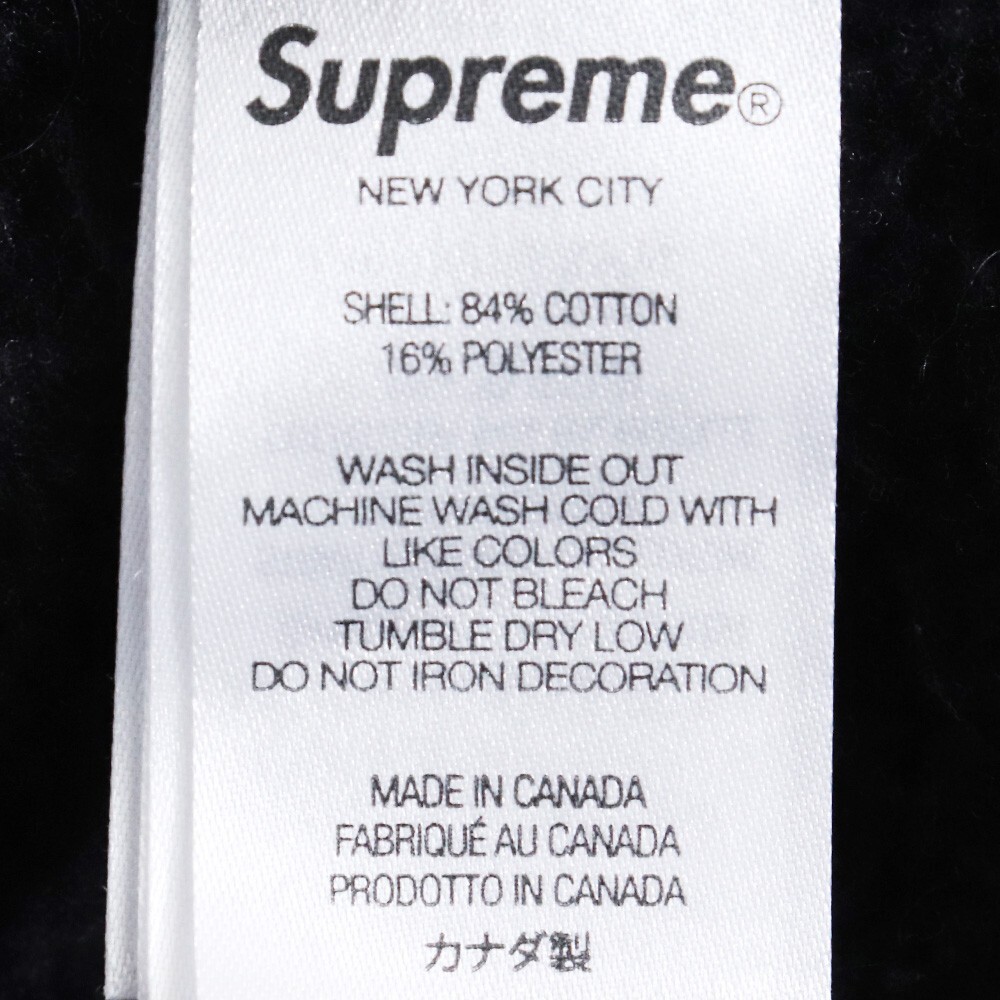 Supreme®
NEW YORK CITY
SHELL: 84% COTTON
16% POLYESTER
WASH INSIDE OUT
MACHINE WASH COLD WITH
LIKE COLORS
DO NOT BLEACH
TUMBLE DRY LOW
DO NOT IRON DECORATION
MADE IN CANADA
FABRIQUÉ AU CANADA
PRODOTTO IN CANADA
カナダ製